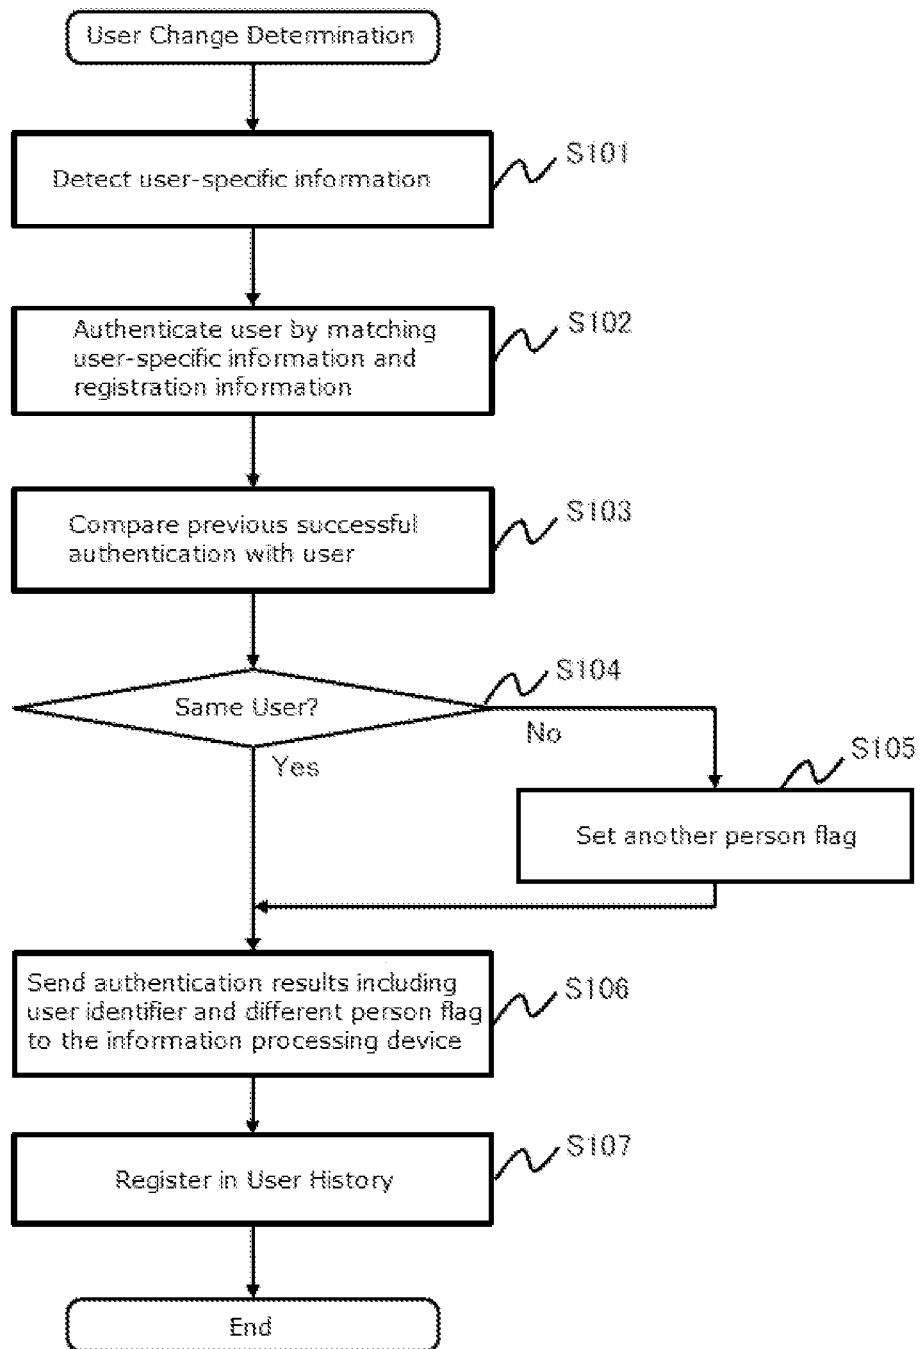 User Change Determination
S101
Detect user-specific information
S102
Authenticate user by matching
user-specific information and
registration information
S103
Compare previous successful
authentication with user
S104
Same User?
No
Yes
S105
Set another person flag
Send authentication results including
user identifier and different person flag
to the information processing device
S106
S107
Register in User History
End